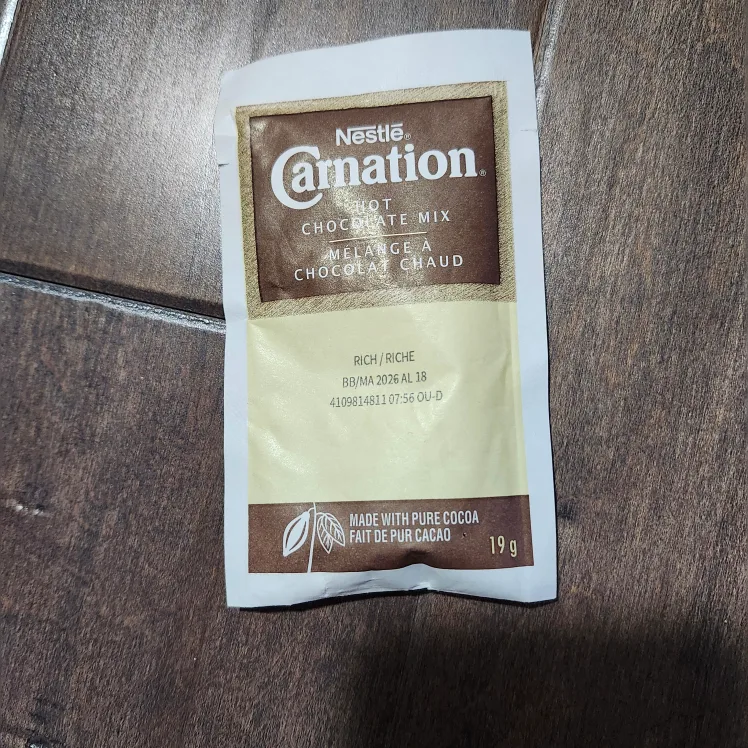 Nestlē®
Carnation®
HOT
CHOCOLATE MIX
MÉLANGE À
CHOCOLAT CHAUD
RICH / RICHE
BB/MA 2026 AL 18
4109814811 07:56 OU-D
MADE WITH PURE COCOA
FAIT DE PUR CACAO
19 g